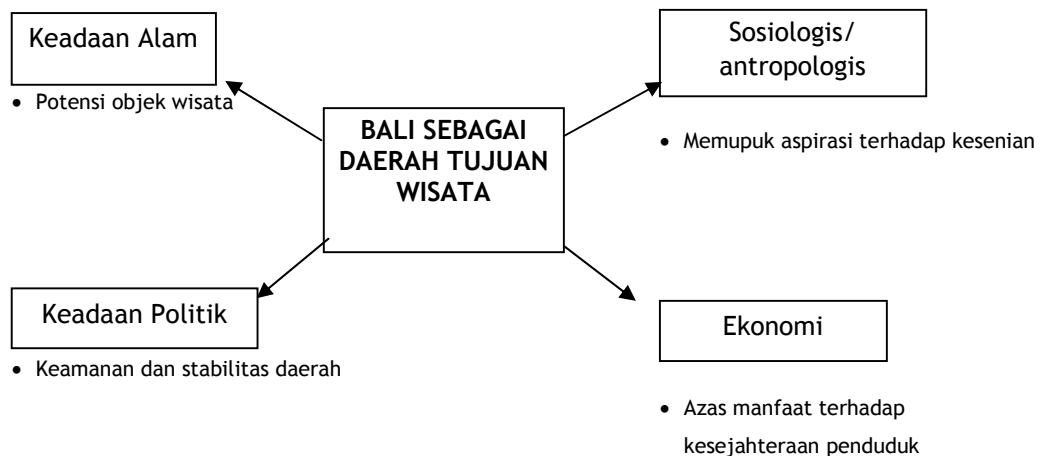 Keadaan Alam
• Potensi objek wisata
Sosiologis/
antropologis
• Memupuk aspirasi terhadap kesenian
BALI SEBAGAI
DAERAH TUJUAN
WISATA
Keadaan Politik
• Keamanan dan stabilitas daerah
Ekonomi
• Azas manfaat terhadap
kesejahteraan penduduk